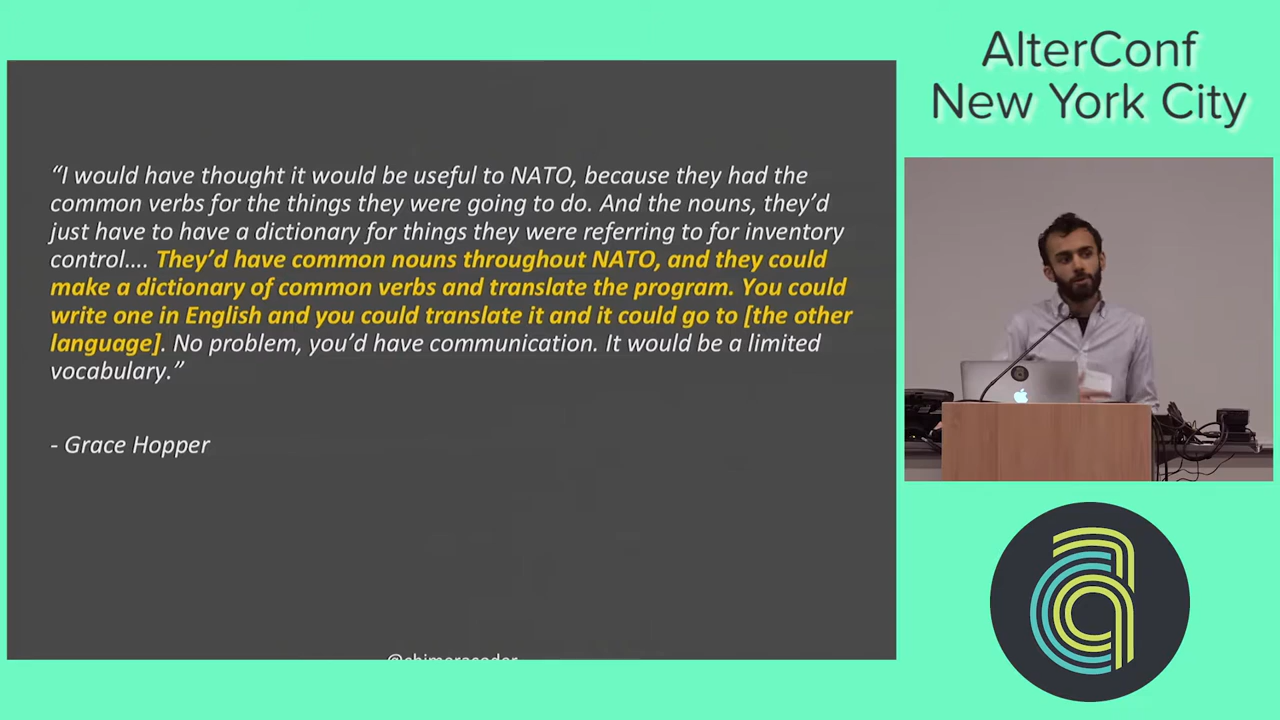 AlterConf
New York City
“I would have thought it would be useful to NATO, because they had the
common verbs for the things they were going to do. And the nouns, they’d
just have to have a dictionary for things they were referring to for inventory
control…. They’d have common nouns throughout NATO, and they could
make a dictionary of common verbs and translate the program. You could
write one in English and you could translate it and it could go to [the other
language]. No problem, you’d have communication. It would be a limited
vocabulary.”
- Grace Hopper
@chimeracoder